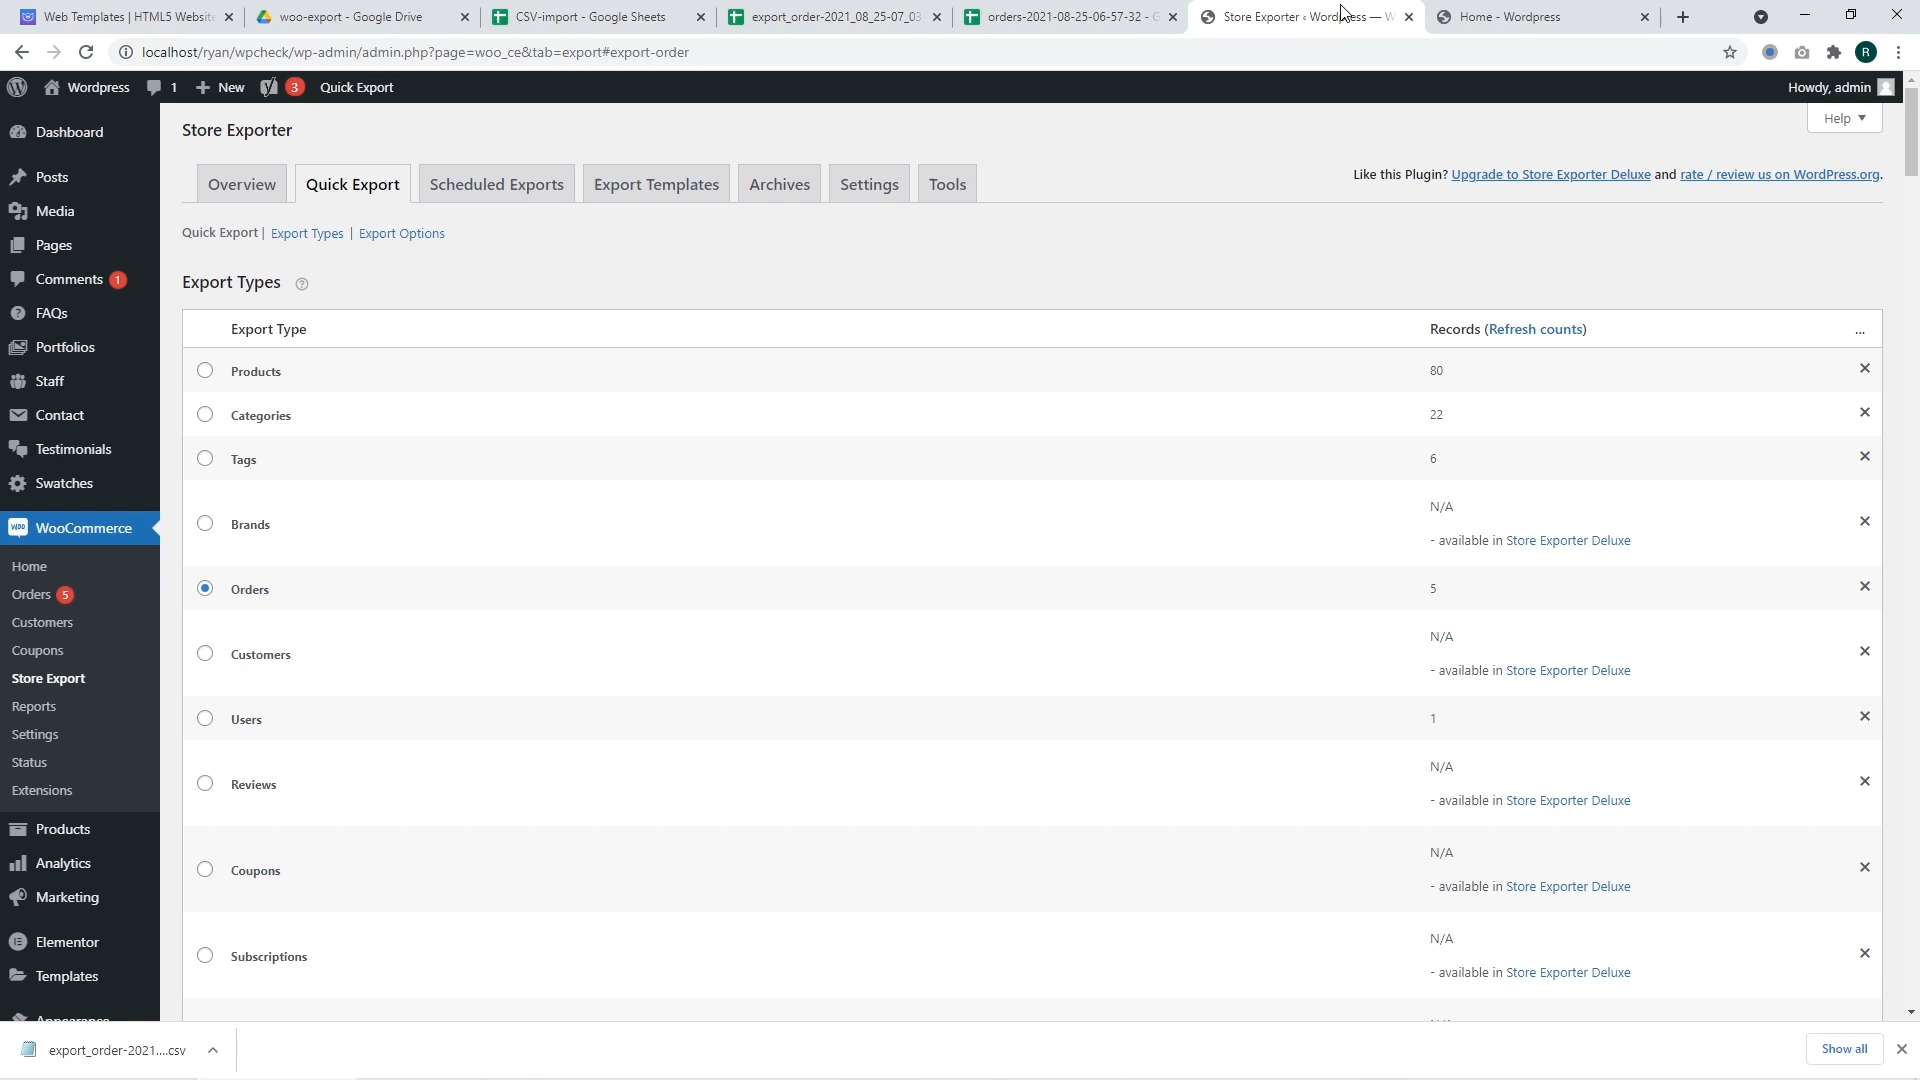 Web Templates | HTML5 Website
woo-export - Google Drive
CSV-import - Google Sheets
export_order-2021_08_25-07_03
orders-2021-08-25-06-57-32 - G
Store Exporter ‹ Wordpress — W
Home - Wordpress
localhost/ryan/wpcheck/wp-admin/admin.php?page=woo_ce&tab=export#export-order
R
Wordpress 1 New 3 Quick Export
Howdy, admin
Dashboard
Posts
Media
Pages
Comments 1
FAQs
Portfolios
Staff
Contact
Testimonials
Swatches
Woo WooCommerce
Home
Orders 5
Customers
Coupons
Store Export
Reports
Settings
Status
Extensions
Products
Analytics
Marketing
Elementor
Templates
Appearance
Store Exporter
Help
Overview Quick Export Scheduled Exports Export Templates Archives Settings Tools
Like this Plugin? Upgrade to Store Exporter Deluxe and rate / review us on WordPress.org.
Quick Export | Export Types | Export Options
Export Types ?
Export Type Records (Refresh counts) ...
Products 80
Categories 22
Tags 6
Brands N/A
- available in Store Exporter Deluxe
Orders 5
Customers N/A
- available in Store Exporter Deluxe
Users 1
Reviews N/A
- available in Store Exporter Deluxe
Coupons N/A
- available in Store Exporter Deluxe
Subscriptions N/A
- available in Store Exporter Deluxe
export_order-2021....csv
Show all